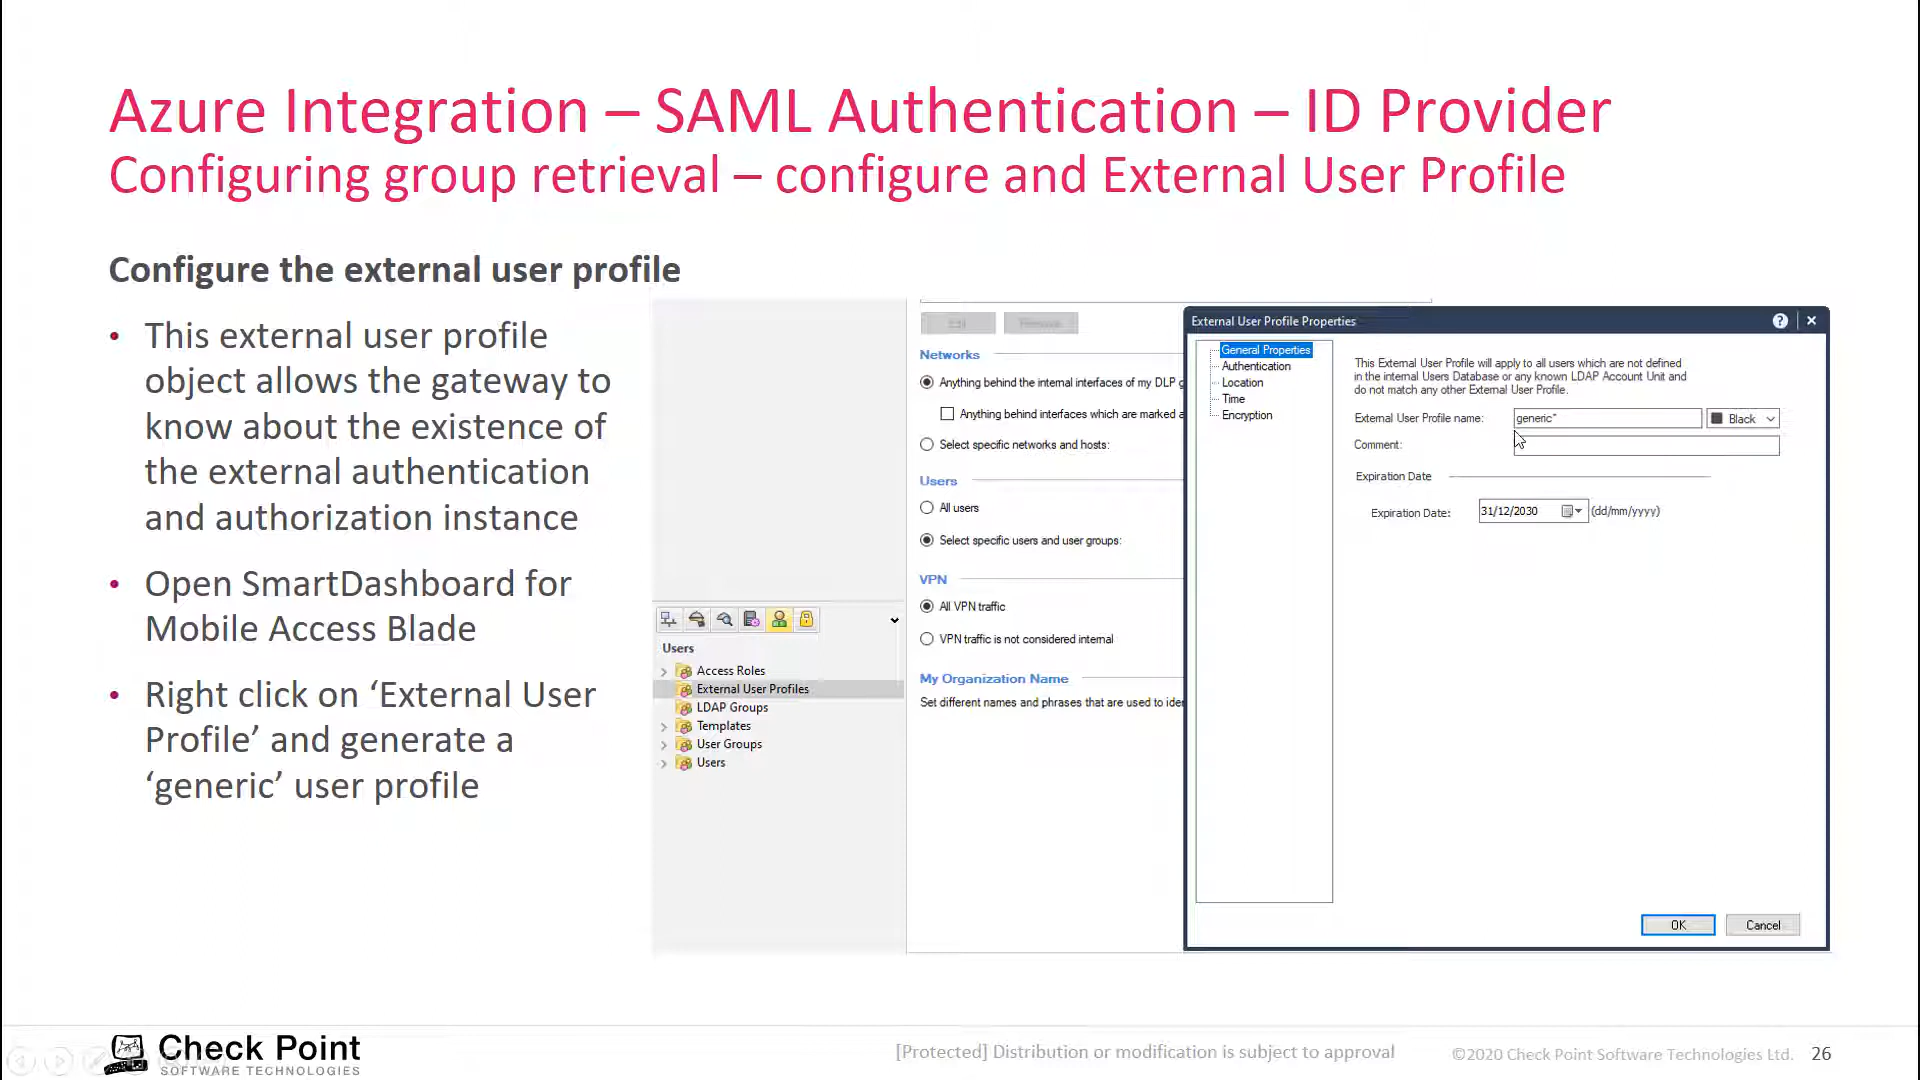 Azure Integration – SAML Authentication – ID Provider
Configuring group retrieval – configure and External User Profile
Configure the external user profile
• This external user profile
object allows the gateway to
know about the existence of
the external authentication
and authorization instance
• Open SmartDashboard for
Mobile Access Blade
• Right click on ‘External User
Profile’ and generate a
‘generic’ user profile
Users
Access Roles
External User Profiles
LDAP Groups
Templates
User Groups
Users
Networks
Anything behind the internal interfaces of my DLP g
Anything behind interfaces which are marked a
Select specific networks and hosts:
Users
All users
Select specific users and user groups:
VPN
All VPN traffic
VPN traffic is not considered internal
My Organization Name
Set different names and phrases that are used to ider
External User Profile Properties
General Properties
Authentication
Location
Time
Encryption
This External User Profile will apply to all users which are not defined
in the internal Users Database or any known LDAP Account Unit and
do not match any other External User Profile.
External User Profile name: generic* Black
Comment:
Expiration Date
Expiration Date: 31/12/2030 (dd/mm/yyyy)
OK Cancel
Check Point
SOFTWARE TECHNOLOGIES
[Protected] Distribution or modification is subject to approval
©2020 Check Point Software Technologies Ltd. 26